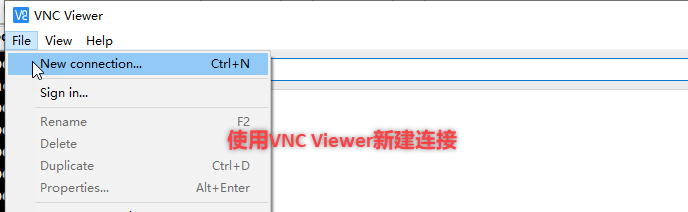 VNC Viewer
File View Help
New connection... Ctrl+N
Sign in...
Rename F2
Delete
使用VNC Viewer新建连接
Duplicate Ctrl+D
Properties... Alt+Enter